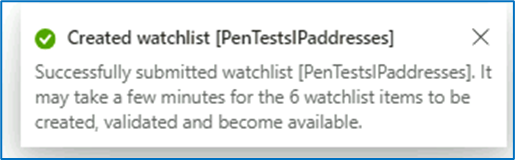 Created watchlist [PenTestsIPaddresses]
Successfully submitted watchlist [PenTestsIPaddresses]. It
may take a few minutes for the 6 watchlist items to be
created, validated and become available.